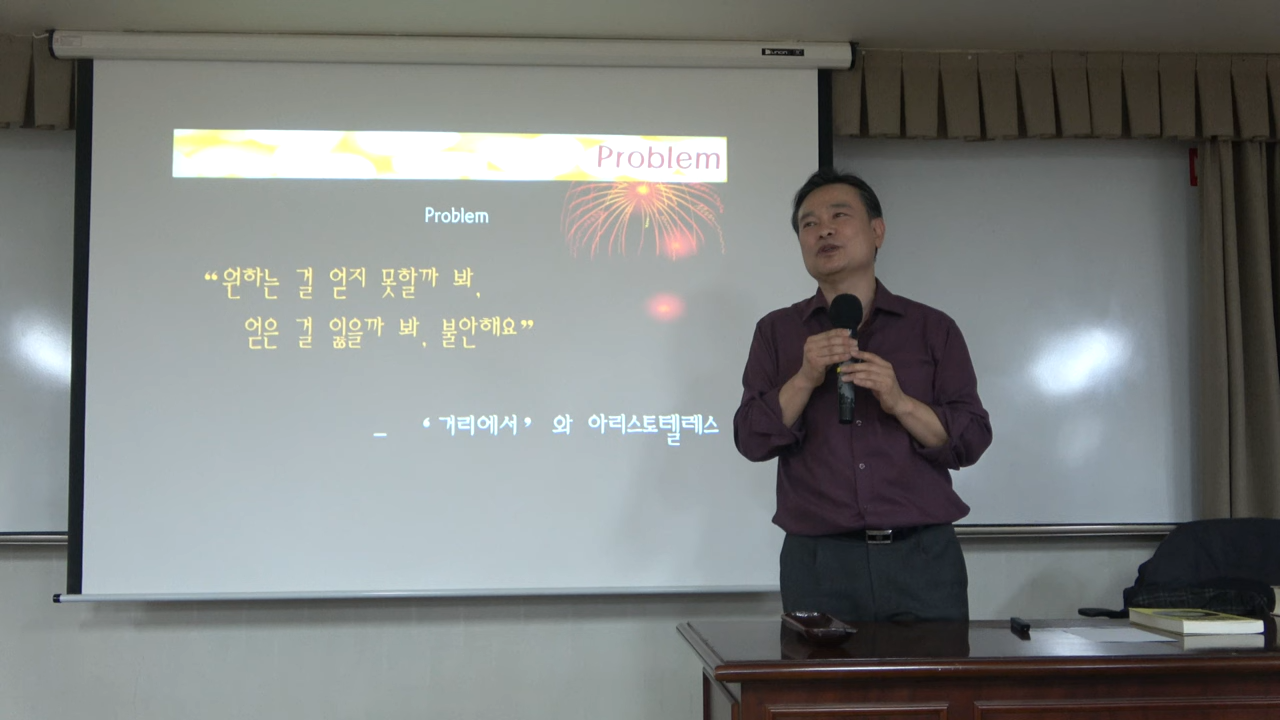 Problem
Problem
“원하는 걸 얻지 못할까 봐,
얻은 걸 잃을까 봐, 불안해요”
– ‘거리에서’ 와 아리스토텔레스